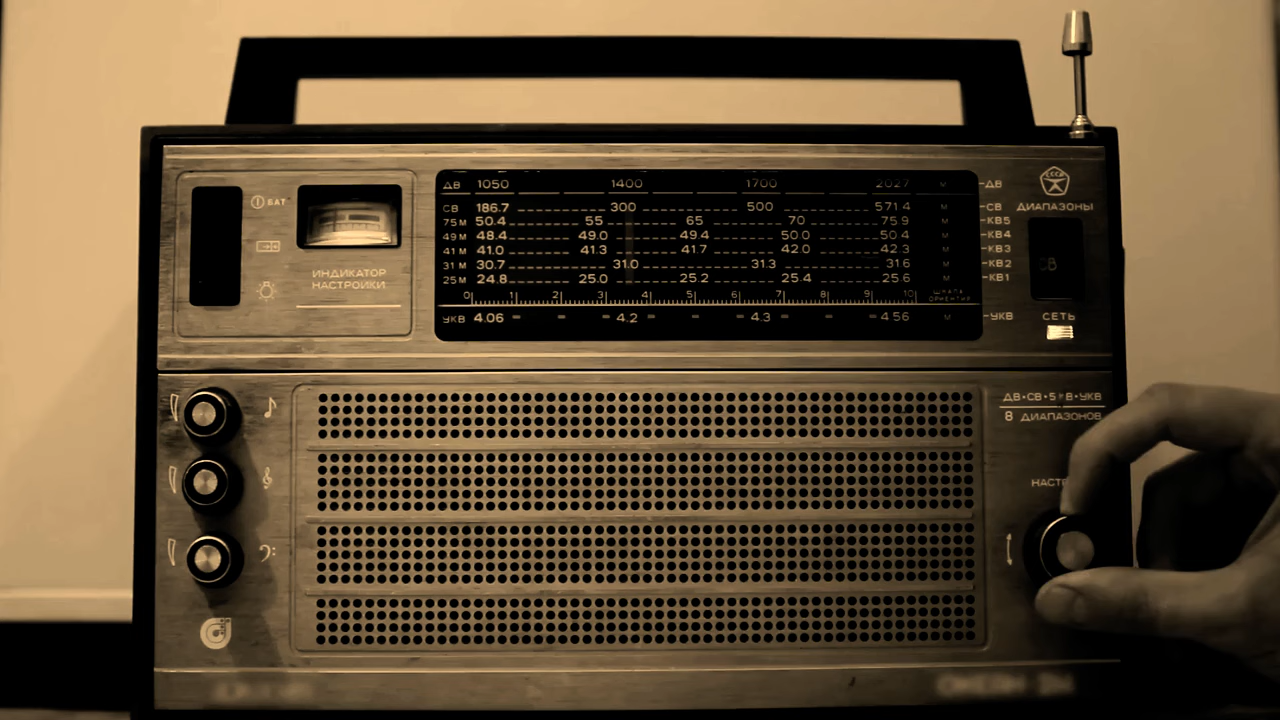 БАТ
ИНДИКАТОР
НАСТРОЙКИ
ДВ 1050 1400 1700 2027 М
СВ 186.7 300 500 571.4 М
75 М 50.4 55 65 70 75.9 М
49 М 48.4 49.0 49.4 50.0 50.4 М
41 М 41.0 41.3 41.7 42.0 42.3 М
31 М 30.7 31.0 31.3 31.6 М
25 М 24.8 25.0 25.2 25.4 25.6 М
0 1 2 3 4 5 6 7 8 9 10 ШКАЛА
ОРИЕНТИР
УКВ 4.06 4.2 4.3 4.56 М
ДВ
СВ
КВ5
КВ4
КВ3
КВ2
КВ1
УКВ
СССР
ДИАПАЗОНЫ
СВ
СЕТЬ
ДВ•СВ•5 В•УКВ
8 ДИАПАЗОНОВ
НАСТР